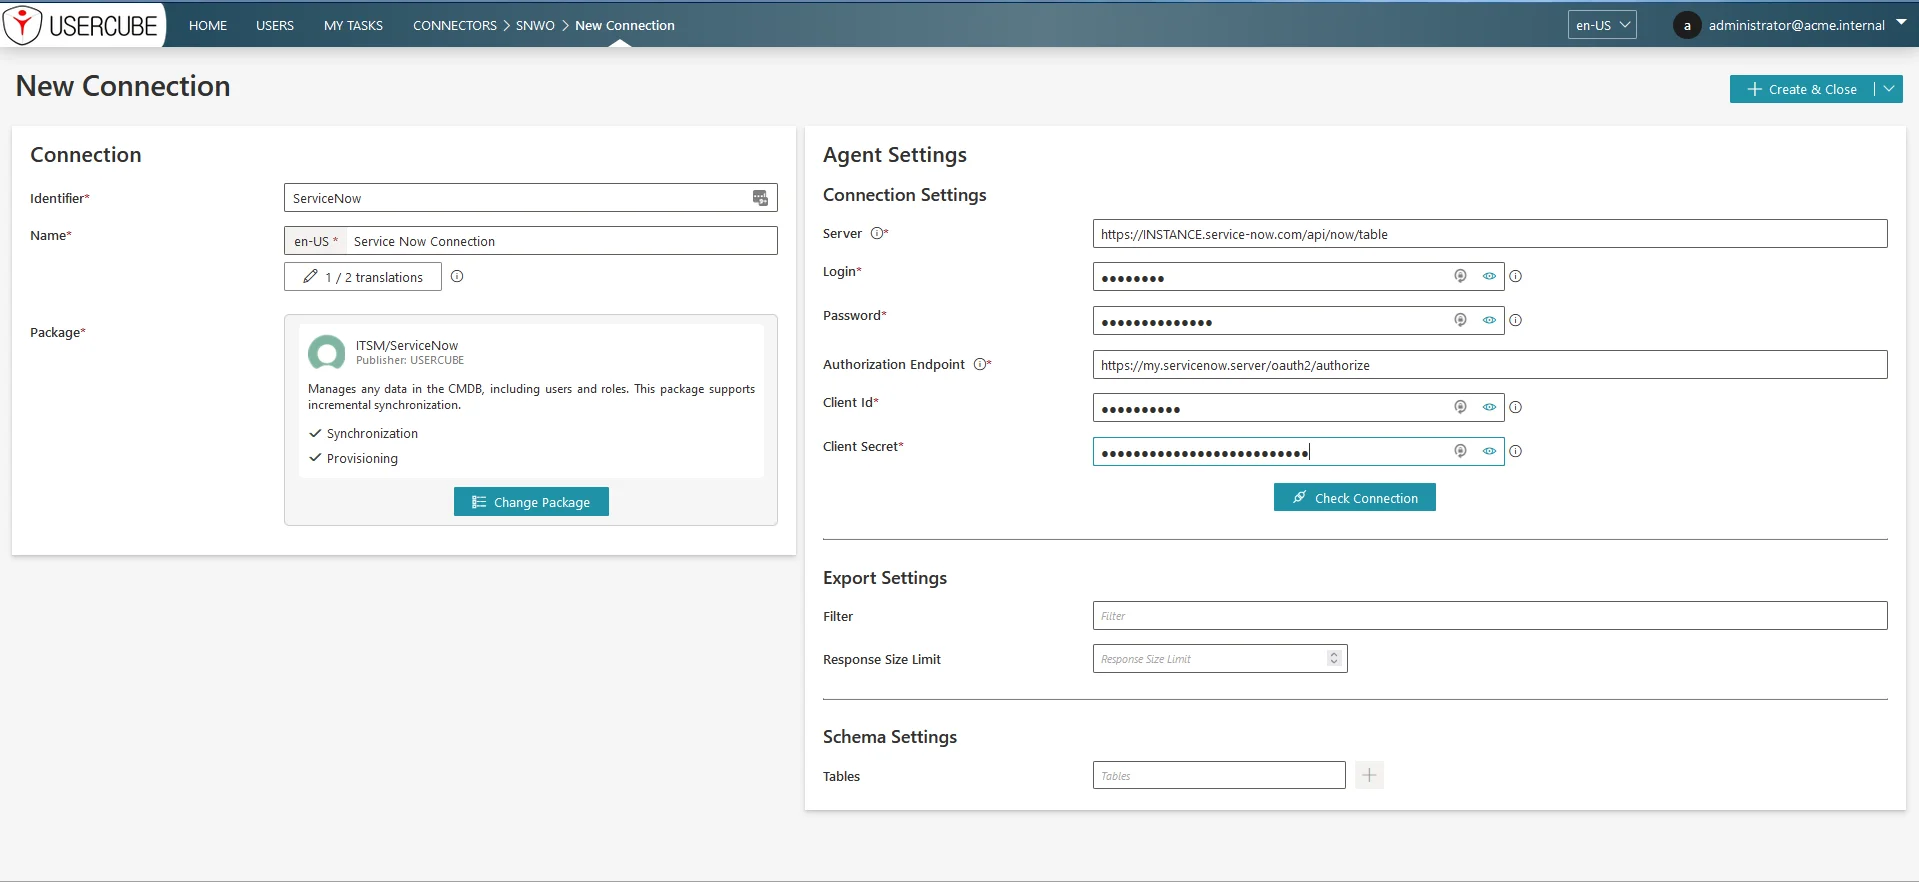 USERCUBE HOME USERS MY TASKS CONNECTORS > SNWO > New Connection en-US a administrator@acme.internal
New Connection
+ Create & Close
Connection
Identifier* ServiceNow
Name* en-US * Service Now Connection
1 / 2 translations
Package*
ITSM/ServiceNow
Publisher: USERCUBE
Manages any data in the CMDB, including users and roles. This package supports
incremental synchronization.
Synchronization
Provisioning
Change Package
Agent Settings
Connection Settings
Server * https://INSTANCE.service-now.com/api/now/table
Login* ●●●●●●●●
Password* ●●●●●●●●●●●●●●
Authorization Endpoint * https://my.servicenow.server/oauth2/authorize
Client Id* ●●●●●●●●●●
Client Secret* ●●●●●●●●●●●●●●●●●●●●●●●●●●
Check Connection
Export Settings
Filter Filter
Response Size Limit Response Size Limit
Schema Settings
Tables Tables +